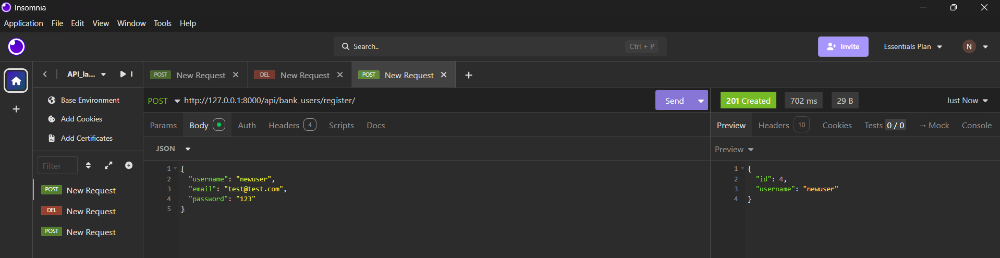 Insomnia
Application File Edit View Window Tools Help
Search.. Ctrl + P
Invite
Essentials Plan
N
API_la...
POST New Request
DEL New Request
POST New Request
Base Environment
Add Cookies
Add Certificates
Filter
POST New Request
DEL New Request
POST New Request
POST http://127.0.0.1:8000/api/bank_users/register/ Send
Params Body Auth Headers 4 Scripts Docs
JSON
1 {
2 "username": "newuser",
3 "email": "test@test.com",
4 "password": "123"
5 }
201 Created 702 ms 29 B Just Now
Preview Headers 10 Cookies Tests 0 / 0 → Mock Console
Preview
1 {
2 "id": 4,
3 "username": "newuser"
4 }